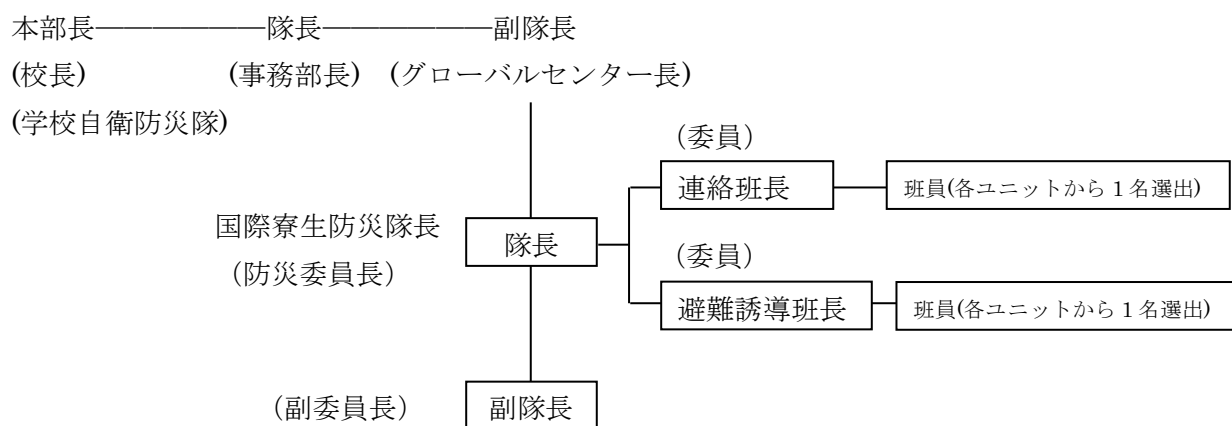 本部長――――――隊長――――――副隊長
(校長) (事務部長) (グローバルセンター長)
(学校自衛防災隊)
(委員)
連絡班長 班員(各ユニットから1名選出)
国際寮生防災隊長 隊長
(防災委員長)
(委員)
避難誘導班長 班員(各ユニットから1名選出)
(副委員長) 副隊長